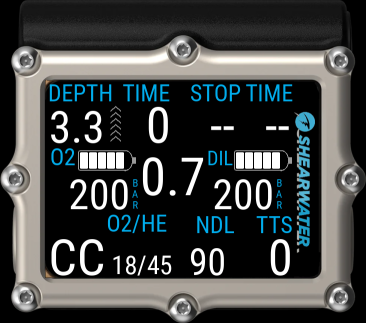 DEPTH TIME STOP TIME
3.3 0 -- --
O2 DIL
200 BAR 0.7 200 BAR
O2/HE NDL TTS
CC 18/45 90 0
SHEARWATER